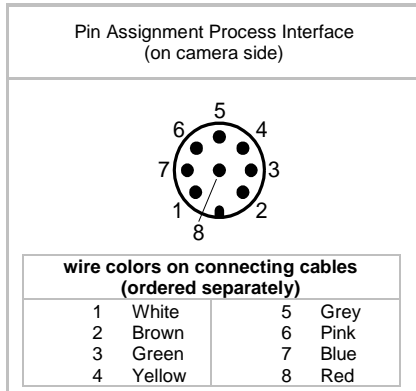 Pin Assignment Process Interface
(on camera side)
5
6 4
7 3
1 2
8
wire colors on connecting cables
(ordered separately)
1 White 5 Grey
2 Brown 6 Pink
3 Green 7 Blue
4 Yellow 8 Red